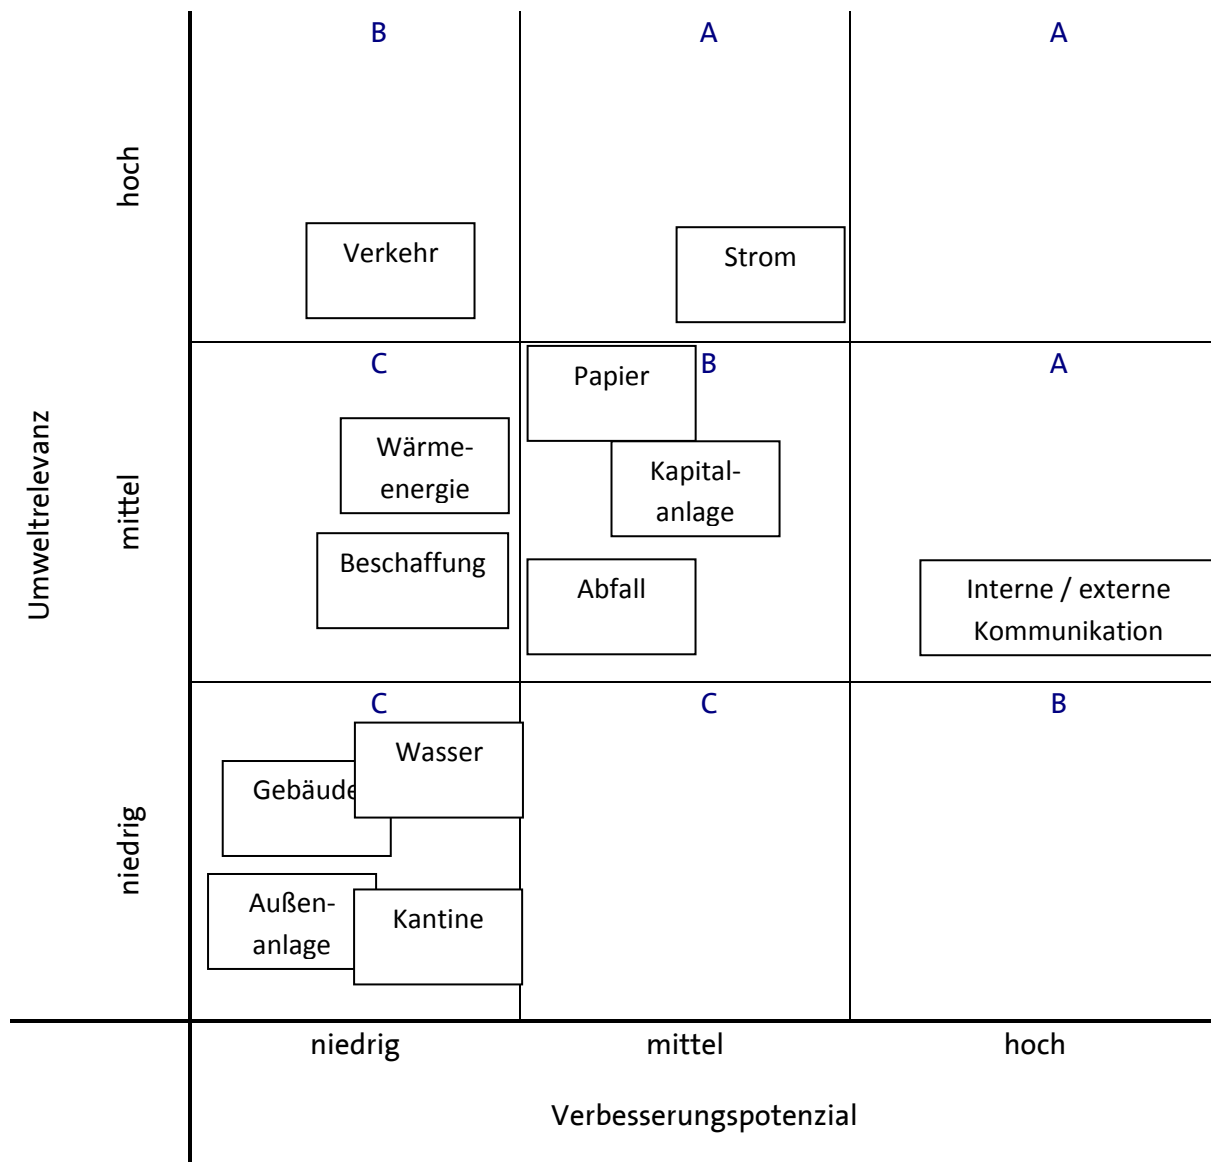 B
A
A
hoch
Verkehr
Strom
C
B
A
Papier
Umweltrelevanz
mittel
Wärme-
energie
Kapital-
anlage
Beschaffung
Abfall
Interne / externe
Kommunikation
C
C
B
niedrig
Wasser
Gebäude
Außen-
anlage
Kantine
niedrig
mittel
hoch
Verbesserungspotenzial